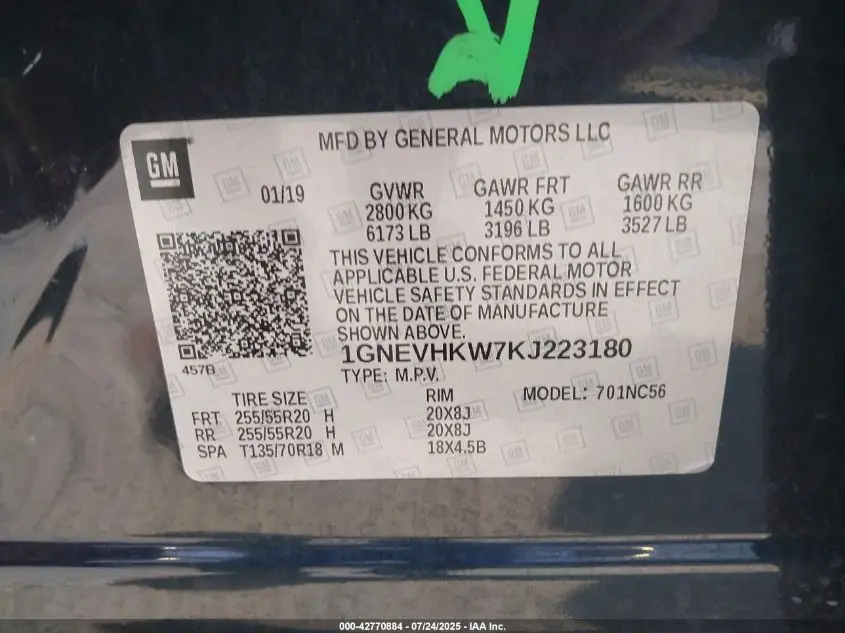 MFD BY GENERAL MOTORS LLC
GM
01/19
GVWR GAWR FRT GAWR RR
2800 KG 1450 KG 1600 KG
6173 LB 3196 LB 3527 LB
THIS VEHICLE CONFORMS TO ALL
APPLICABLE U.S. FEDERAL MOTOR
VEHICLE SAFETY STANDARDS IN EFFECT
ON THE DATE OF MANUFACTURE
SHOWN ABOVE.
457B
1GNEVHKW7KJ223180
TYPE: M.P.V.
TIRE SIZE RIM MODEL: 701NC56
FRT 255/55R20 H 20X8J
RR 255/55R20 H 20X8J
SPA T135/70R18 M 18X4.5B
000-42770884 - 07/24/2025 - IAA Inc.